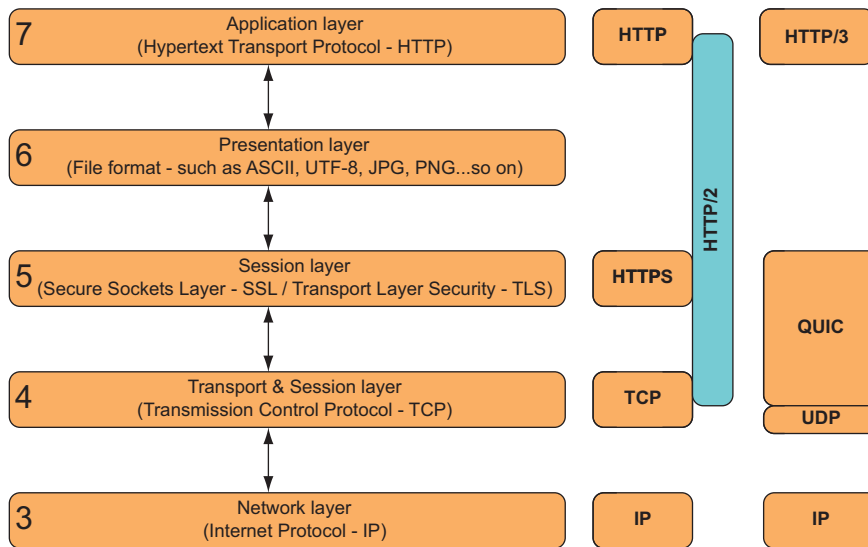 7
Application layer
(Hypertext Transport Protocol - HTTP)
HTTP
HTTP/3
6
Presentation layer
(File format - such as ASCII, UTF-8, JPG, PNG...so on)
HTTP/2
5
Session layer
(Secure Sockets Layer - SSL / Transport Layer Security - TLS)
HTTPS
QUIC
4
Transport & Session layer
(Transmission Control Protocol - TCP)
TCP
UDP
3
Network layer
(Internet Protocol - IP)
IP
IP